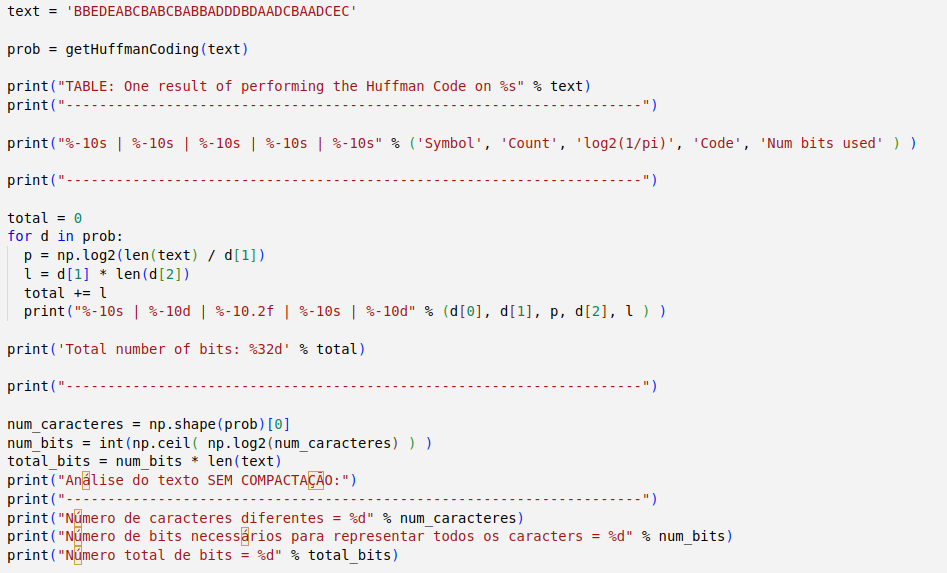 text = 'BBEDEABCBABCBABBADDDBDAADCBAADCEC'
prob = getHuffmanCoding(text)
print("TABLE: One result of performing the Huffman Code on %s" % text)
print("---------------------------------------------------------------------")
print("%-10s | %-10s | %-10s | %-10s | %-10s" % ('Symbol', 'Count', 'log2(1/pi)', 'Code', 'Num bits used' ) )
print("---------------------------------------------------------------------")
total = 0
for d in prob:
  p = np.log2(len(text) / d[1])
  l = d[1] * len(d[2])
  total += l
  print("%-10s | %-10d | %-10.2f | %-10s | %-10d" % (d[0], d[1], p, d[2], l ) )
print('Total number of bits: %32d' % total)
print("---------------------------------------------------------------------")
num_caracteres = np.shape(prob)[0]
num_bits = int(np.ceil( np.log2(num_caracteres) ) )
total_bits = num_bits * len(text)
print("Análise do texto SEM COMPACTAÇÃO:")
print("---------------------------------------------------------------------")
print("Número de caracteres diferentes = %d" % num_caracteres)
print("Número de bits necessários para representar todos os caracters = %d" % num_bits)
print("Número total de bits = %d" % total_bits)